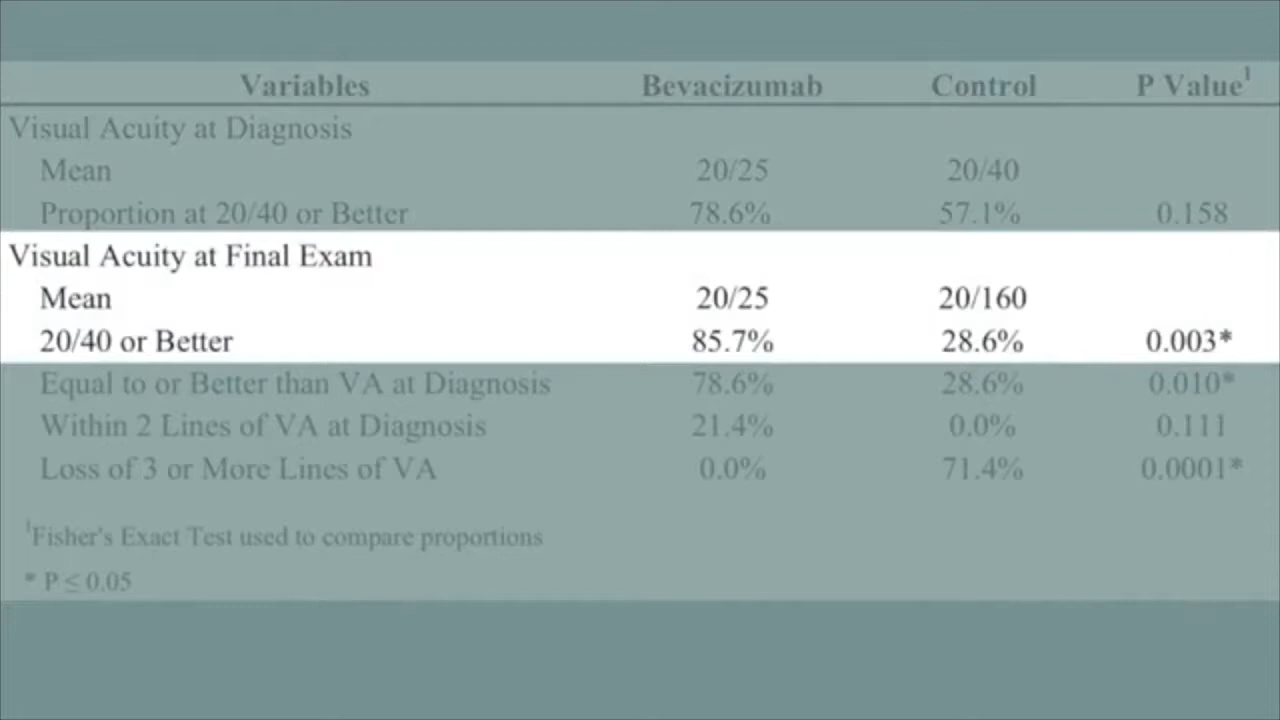 Variables Bevacizumab Control P Value¹
Visual Acuity at Diagnosis
Mean 20/25 20/40
Proportion at 20/40 or Better 78.6% 57.1% 0.158
Visual Acuity at Final Exam
Mean 20/25 20/160
20/40 or Better 85.7% 28.6% 0.003*
Equal to or Better than VA at Diagnosis 78.6% 28.6% 0.010*
Within 2 Lines of VA at Diagnosis 21.4% 0.0% 0.111
Loss of 3 or More Lines of VA 0.0% 71.4% 0.0001*
¹Fisher's Exact Test used to compare proportions
* P ≤ 0.05